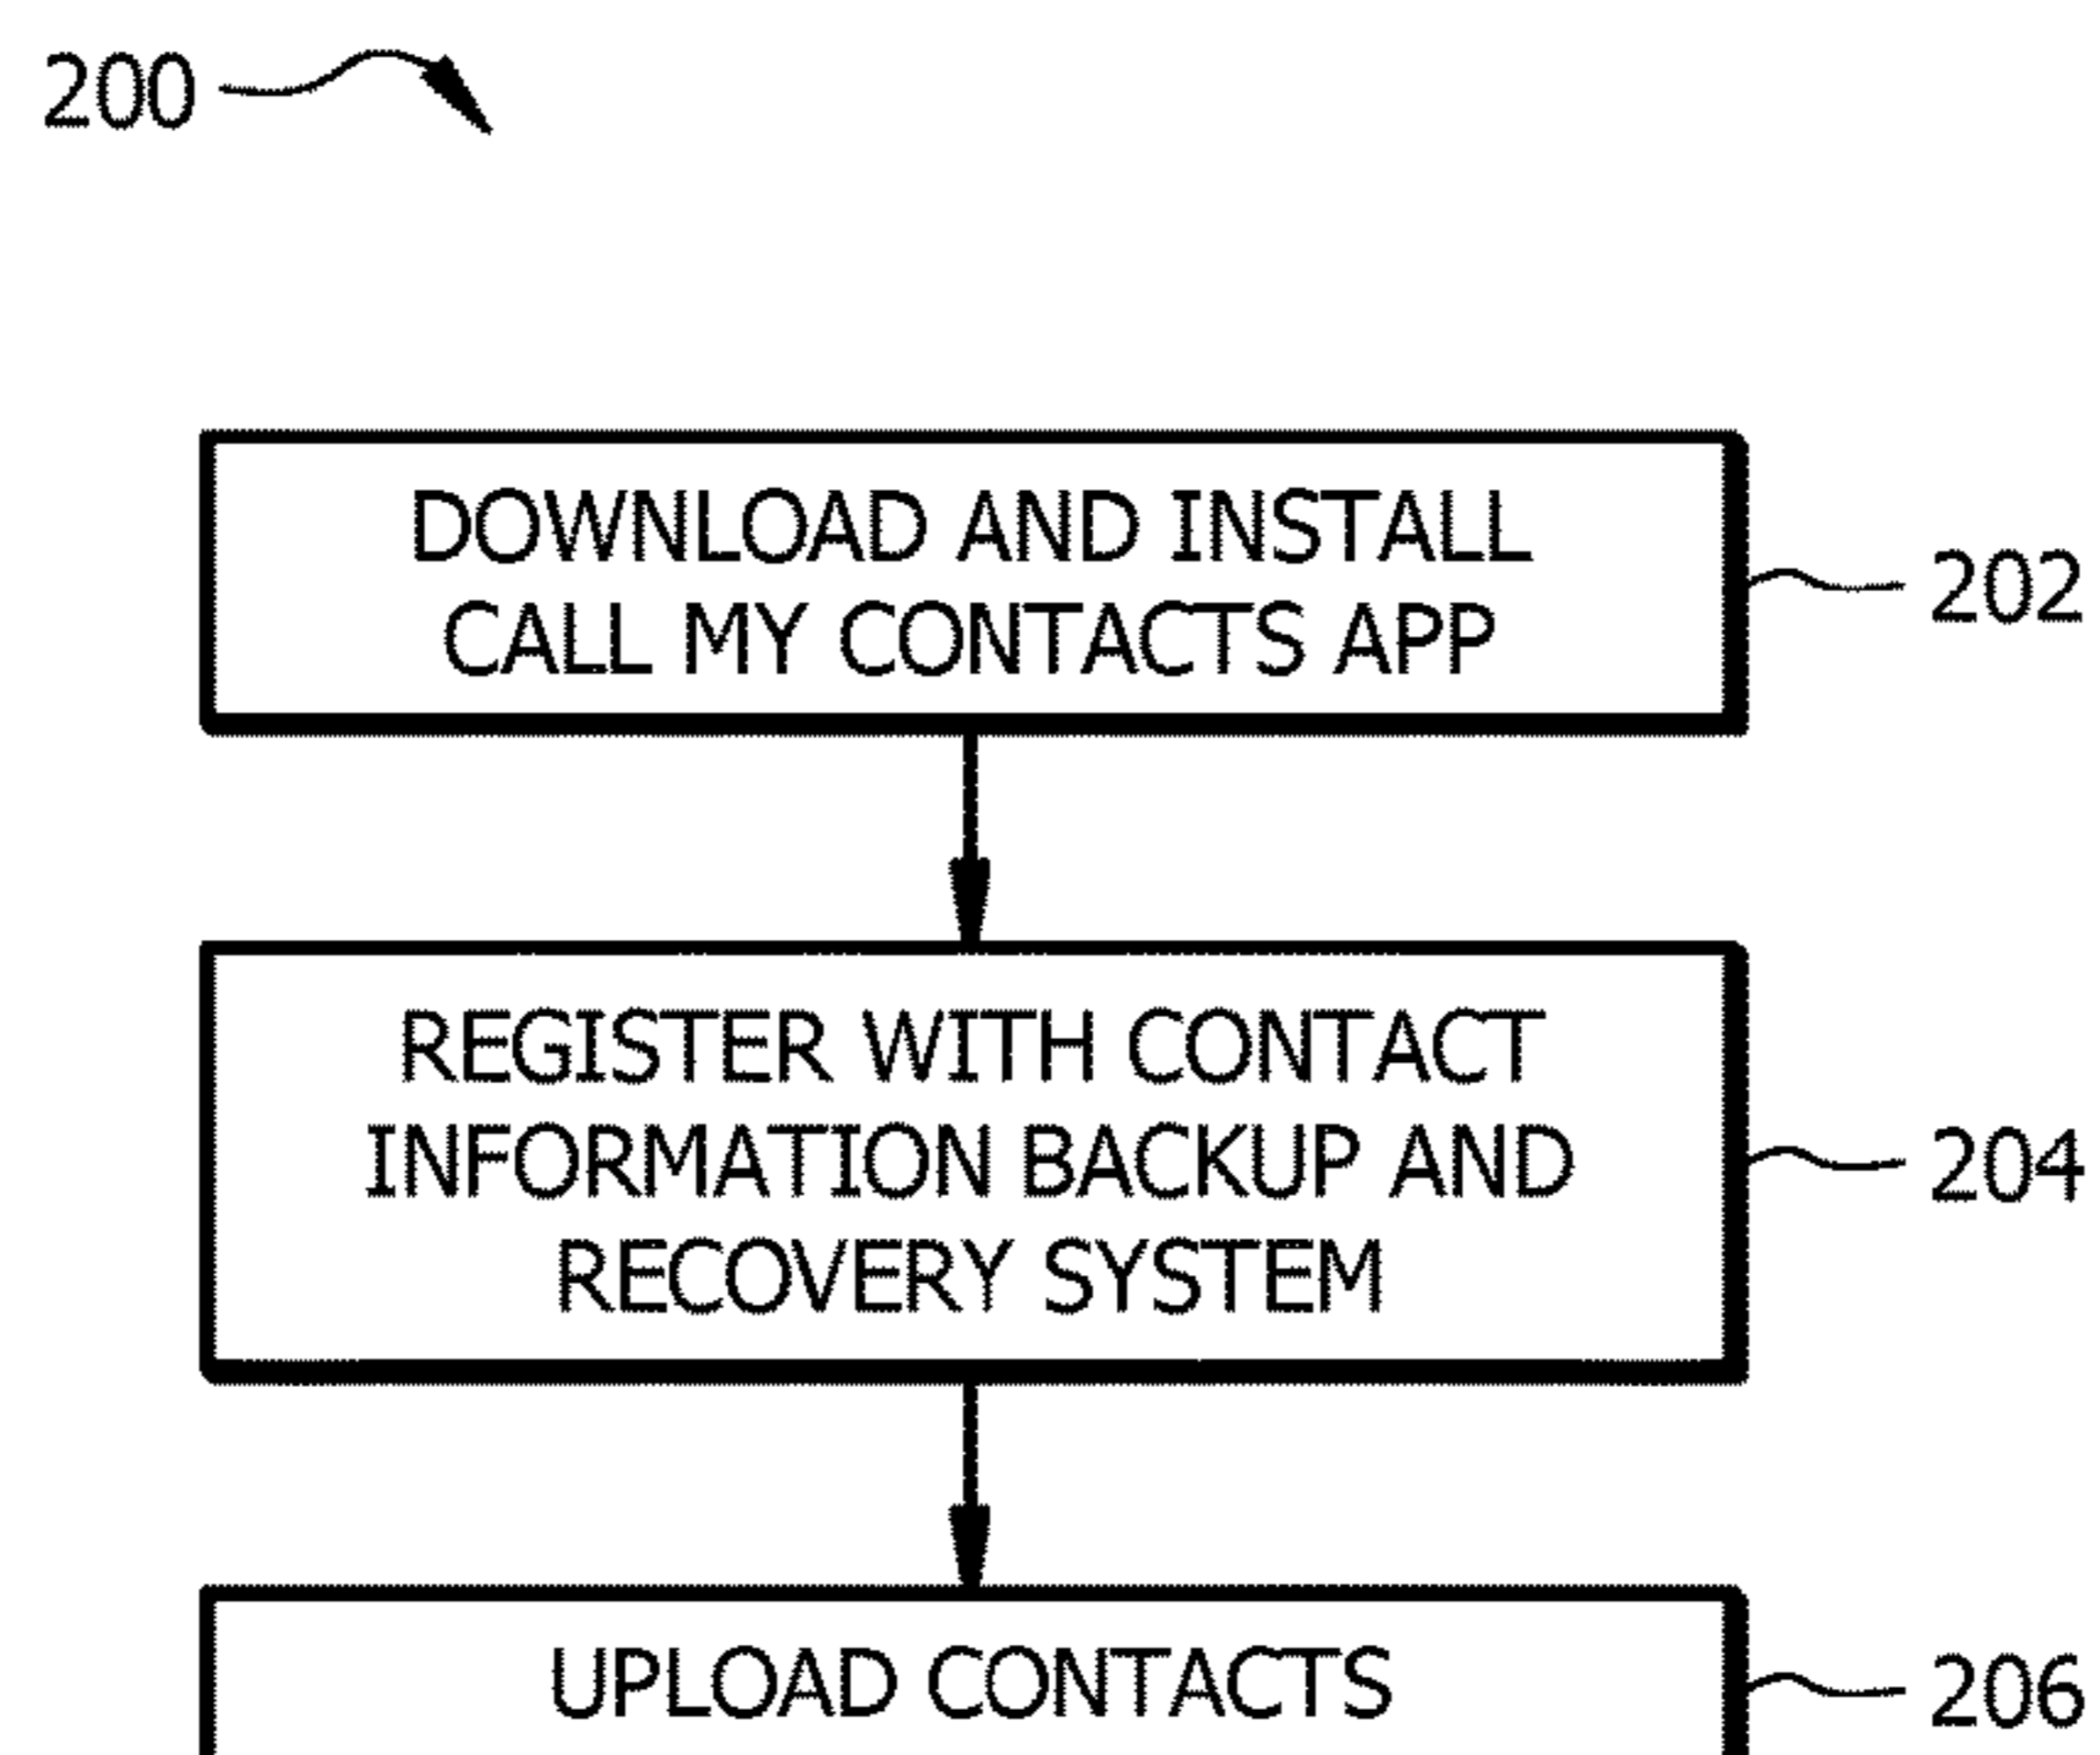 200
DOWNLOAD AND INSTALL
CALL MY CONTACTS APP
202
REGISTER WITH CONTACT
INFORMATION BACKUP AND
RECOVERY SYSTEM
204
UPLOAD CONTACTS
206